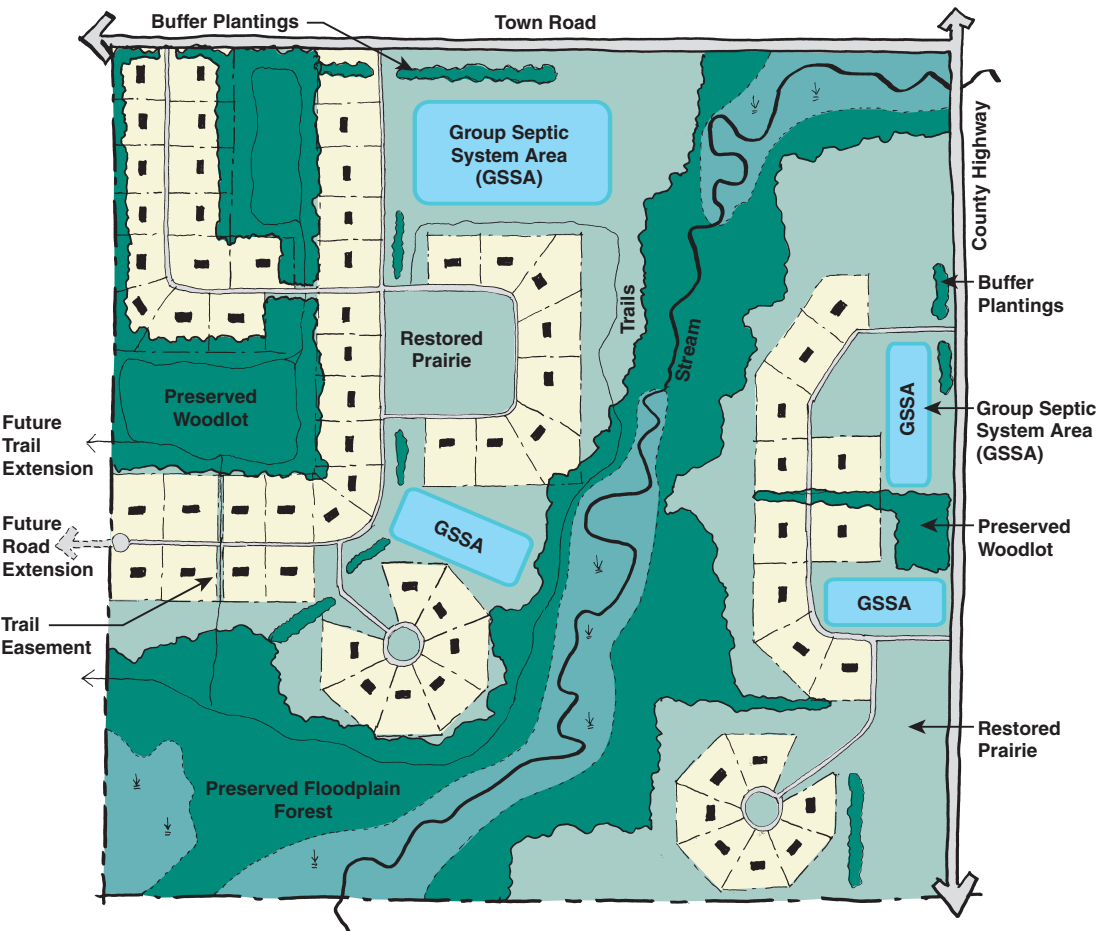 Buffer Plantings
Town Road
Group Septic
System Area
(GSSA)
County Highway
Buffer
Plantings
Trails
Stream
Restored
Prairie
Preserved
Woodlot
GSSA
Group Septic
System Area
(GSSA)
Future
Trail
Extension
Future
Road
Extension
GSSA
Preserved
Woodlot
GSSA
Trail
Easement
Restored
Prairie
Preserved Floodplain
Forest